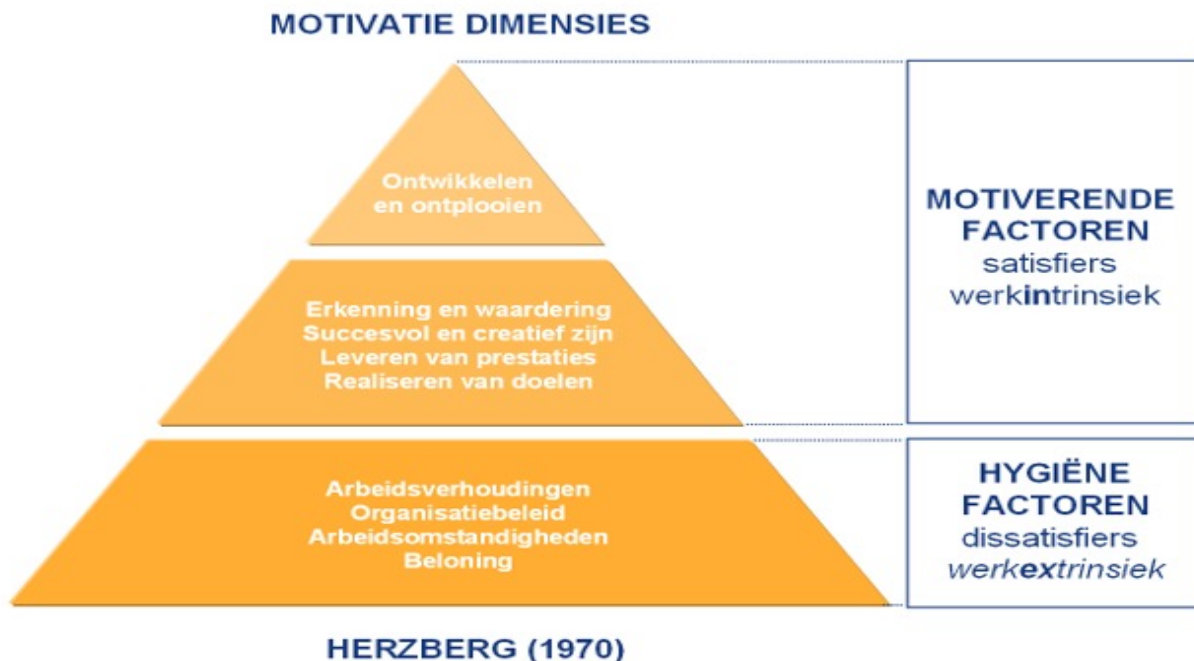 MOTIVATIE DIMENSIES
Ontwikkelen
en ontplooien
Erkenning en waardering
Succesvol en creatief zijn
Leveren van prestaties
Realiseren van doelen
Arbeidsverhoudingen
Organisatiebeleid
Arbeidsomstandigheden
Beloning
MOTIVERENDE
FACTOREN
satisfiers
werkintrinsiek
HYGIËNE
FACTOREN
dissatisfiers
werkextrinsiek
HERZBERG (1970)